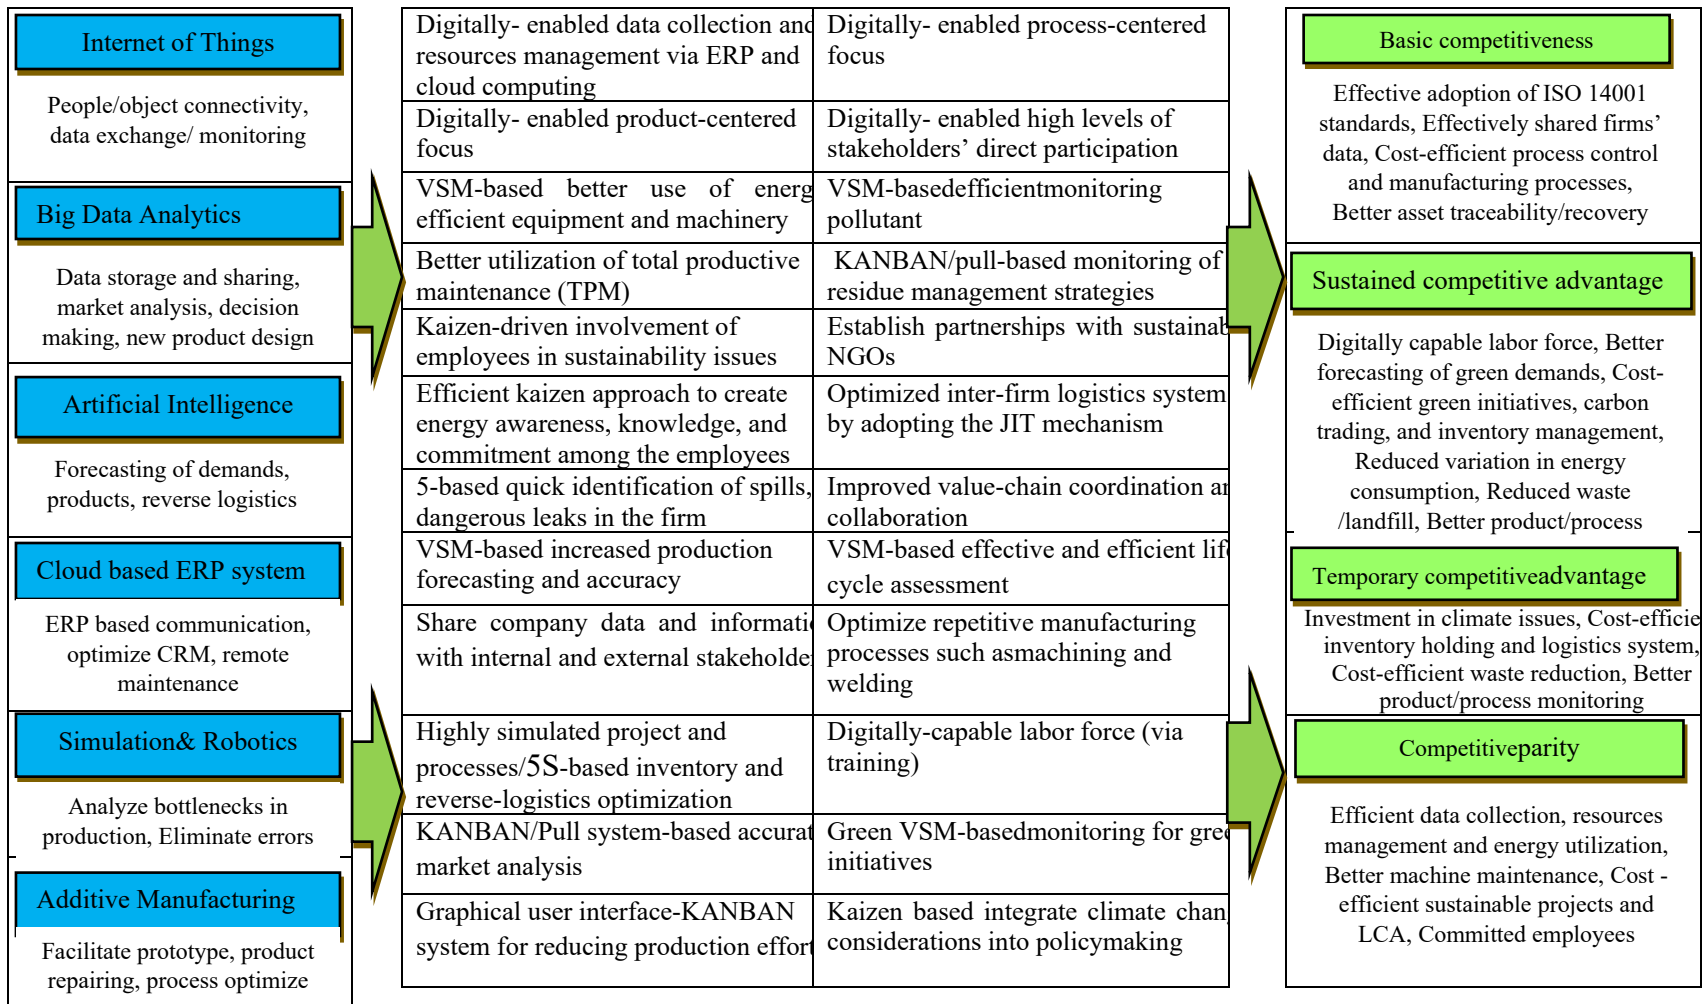 Internet of Things
People/object connectivity,
data exchange/ monitoring
Big Data Analytics
Data storage and sharing,
market analysis, decision
making, new product design
Artificial Intelligence
Forecasting of demands,
products, reverse logistics
Cloud based ERP system
ERP based communication,
optimize CRM, remote
maintenance
Simulation& Robotics
Analyze bottlenecks in
production, Eliminate errors
Additive Manufacturing
Facilitate prototype, product
repairing, process optimize
Digitally- enabled data collection and
resources management via ERP and
cloud computing
Digitally- enabled process-centered
focus
Digitally- enabled product-centered
focus
Digitally- enabled high levels of
stakeholders’ direct participation
VSM-based better use of energ
efficient equipment and machinery
VSM-basedefficientmonitoring
pollutant
Better utilization of total productive
maintenance (TPM)
KANBAN/pull-based monitoring of
residue management strategies
Kaizen-driven involvement of
employees in sustainability issues
Establish partnerships with sustainab
NGOs
Efficient kaizen approach to create
energy awareness, knowledge, and
commitment among the employees
Optimized inter-firm logistics system
by adopting the JIT mechanism
5-based quick identification of spills,
dangerous leaks in the firm
Improved value-chain coordination an
collaboration
VSM-based increased production
forecasting and accuracy
VSM-based effective and efficient life
cycle assessment
Share company data and informati
with internal and external stakeholder
Optimize repetitive manufacturing
processes such asmachining and
welding
Highly simulated project and
processes/5S-based inventory and
reverse-logistics optimization
Digitally-capable labor force (via
training)
KANBAN/Pull system-based accurat
market analysis
Green VSM-basedmonitoring for gree
initiatives
Graphical user interface-KANBAN
system for reducing production effort
Kaizen based integrate climate chan
considerations into policymaking
Basic competitiveness
Effective adoption of ISO 14001
standards, Effectively shared firms’
data, Cost-efficient process control
and manufacturing processes,
Better asset traceability/recovery
Sustained competitive advantage
Digitally capable labor force, Better
forecasting of green demands, Cost-
efficient green initiatives, carbon
trading, and inventory management,
Reduced variation in energy
consumption, Reduced waste
/landfill, Better product/process
Temporary competitiveadvantage
Investment in climate issues, Cost-efficie
inventory holding and logistics system,
Cost-efficient waste reduction, Better
product/process monitoring
Competitiveparity
Efficient data collection, resources
management and energy utilization,
Better machine maintenance, Cost -
efficient sustainable projects and
LCA, Committed employees